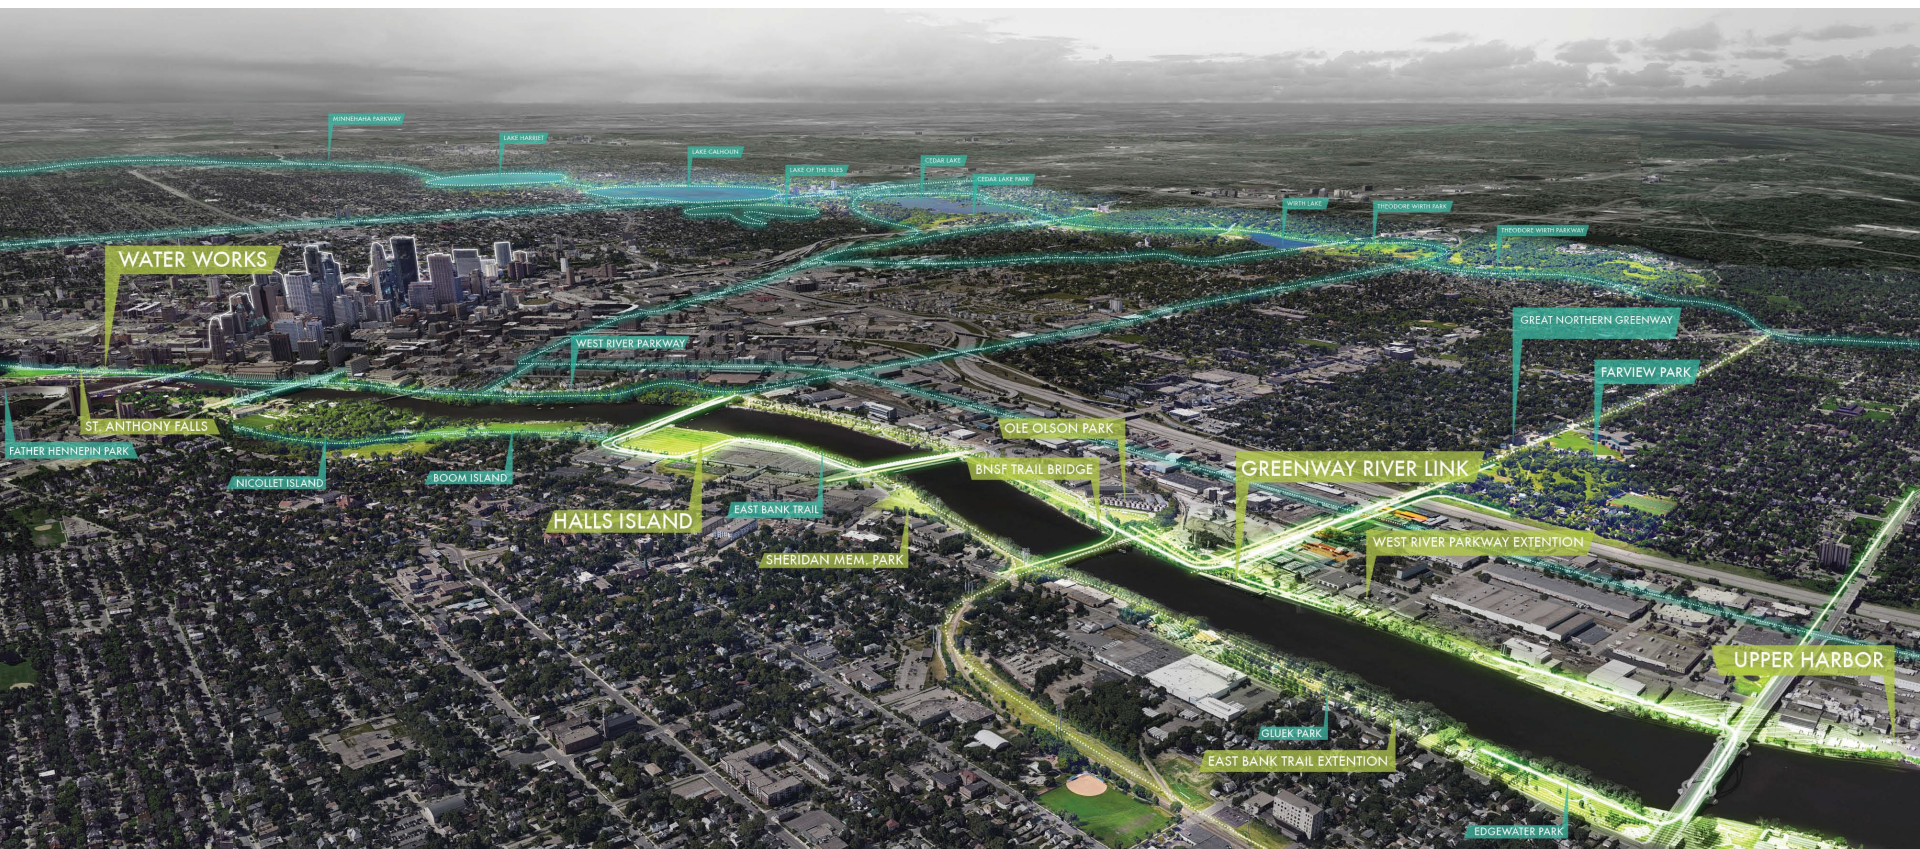 MINNEHAHA PARKWAY
LAKE HARRIET
LAKE CALHOUN
LAKE OF THE ISLES
CEDAR LAKE
CEDAR LAKE PARK
WIRTH LAKE
THEODORE WIRTH PARK
THEODORE WIRTH PARKWAY
WATER WORKS
GREAT NORTHERN GREENWAY
WEST RIVER PARKWAY
FARVIEW PARK
ST. ANTHONY FALLS
OLE OLSON PARK
FATHER HENNEPIN PARK
BNSF TRAIL BRIDGE
GREENWAY RIVER LINK
NICOLLET ISLAND
BOOM ISLAND
EAST BANK TRAIL
HALLS ISLAND
WEST RIVER PARKWAY EXTENTION
SHERIDAN MEM. PARK
UPPER HARBOR
GLUEK PARK
EAST BANK TRAIL EXTENTION
EDGEWATER PARK